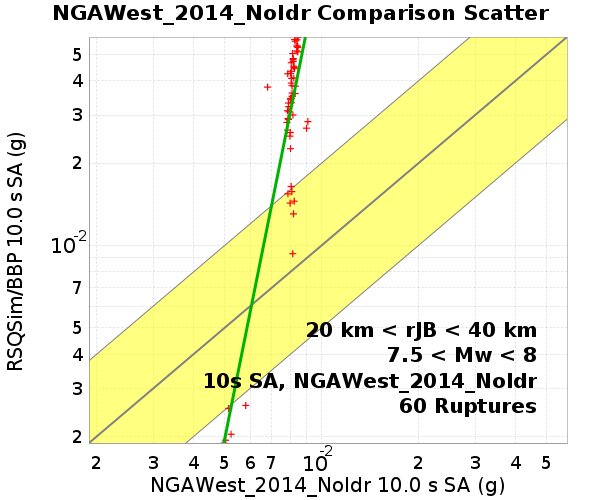 NGAWest_2014_NoIdr Comparison Scatter
RSQSim/BBP 10.0 s SA (g)
5
4
3
2
10-2
7
5
4
3
2
20 km < rJB < 40 km
7.5 < Mw < 8
10s SA, NGAWest_2014_NoIdr
60 Ruptures
2 3 4 5 6 7 10-2 2 3 4 5
NGAWest_2014_NoIdr 10.0 s SA (g)